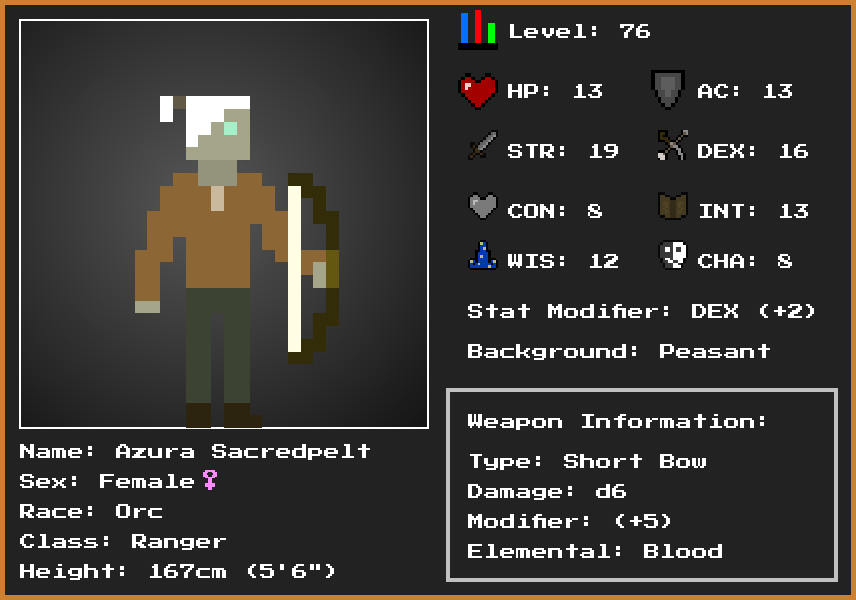 Level: 76
HP: 13 AC: 13
STR: 19 DEX: 16
CON: 8 INT: 13
WIS: 12 CHA: 8
Stat Modifier: DEX (+2)
Background: Peasant
Weapon Information:
Type: Short Bow
Damage: d6
Modifier: (+5)
Elemental: Blood
Name: Azura Sacredpelt
Sex: Female♀
Race: Orc
Class: Ranger
Height: 167cm (5'6")